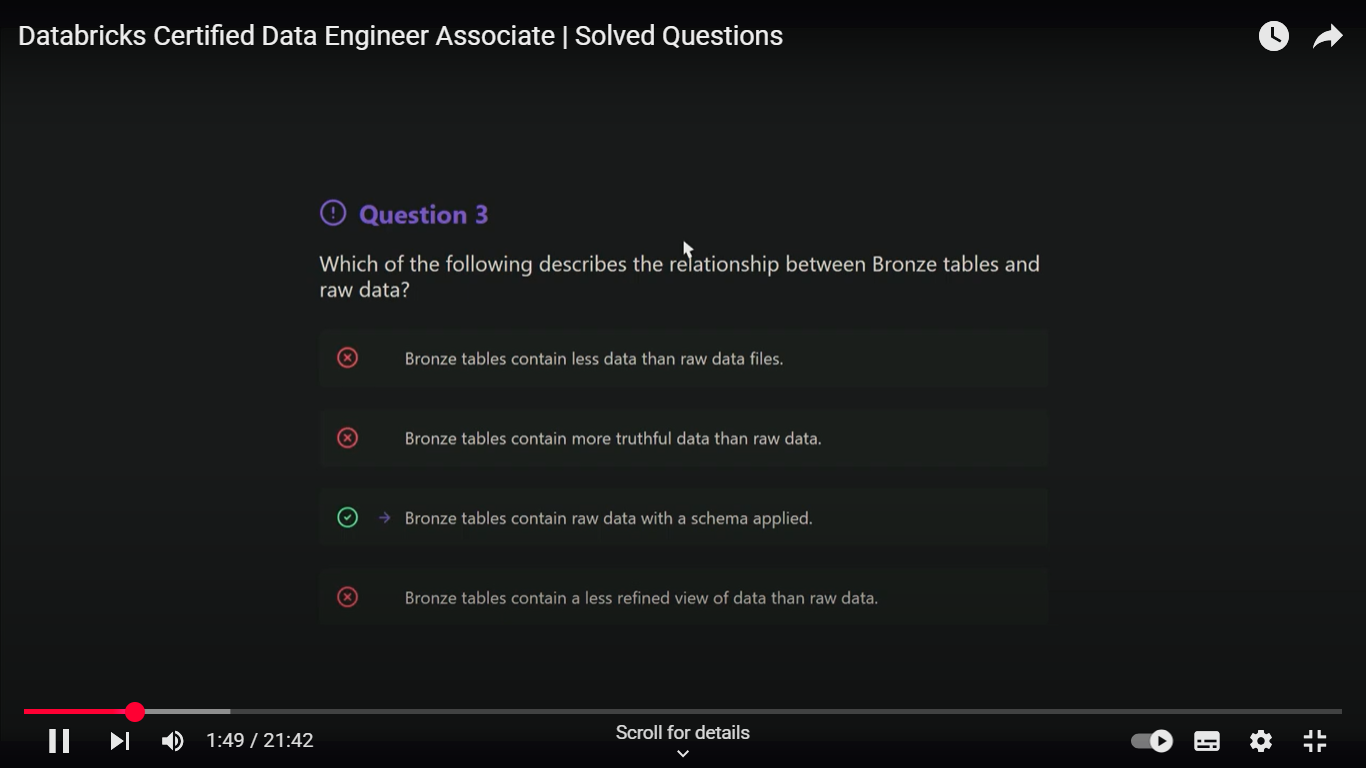 Databricks Certified Data Engineer Associate | Solved Questions
Question 3
Which of the following describes the relationship between Bronze tables and
raw data?
Bronze tables contain less data than raw data files.
Bronze tables contain more truthful data than raw data.
Bronze tables contain raw data with a schema applied.
Bronze tables contain a less refined view of data than raw data.
1:49 / 21:42
Scroll for details